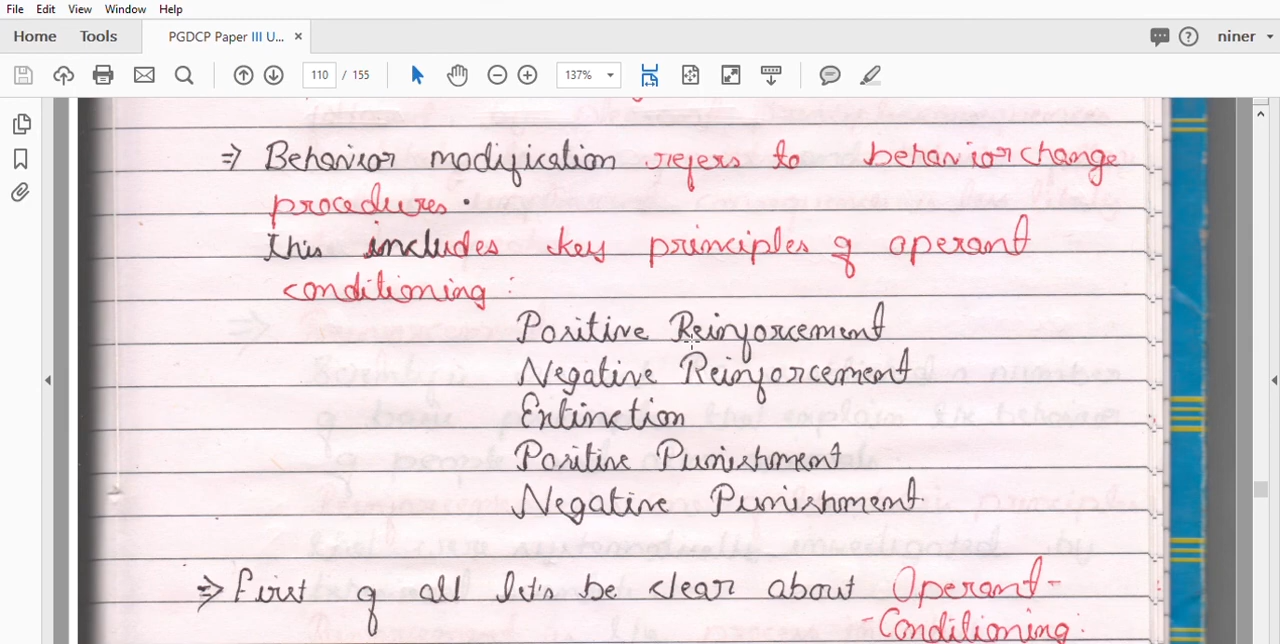 File Edit View Window Help
Home Tools PGDCP Paper III U... × niner
110 / 155 137%
⇒ Behavior modification refers to behavior change
procedures.
this includes key principles of operant
conditioning :
Positive Reinforcement
Negative Reinforcement
Extinction
Positive Punishment
Negative Punishment
⇒ First of all let's be clear about Operant-
-Conditioning.